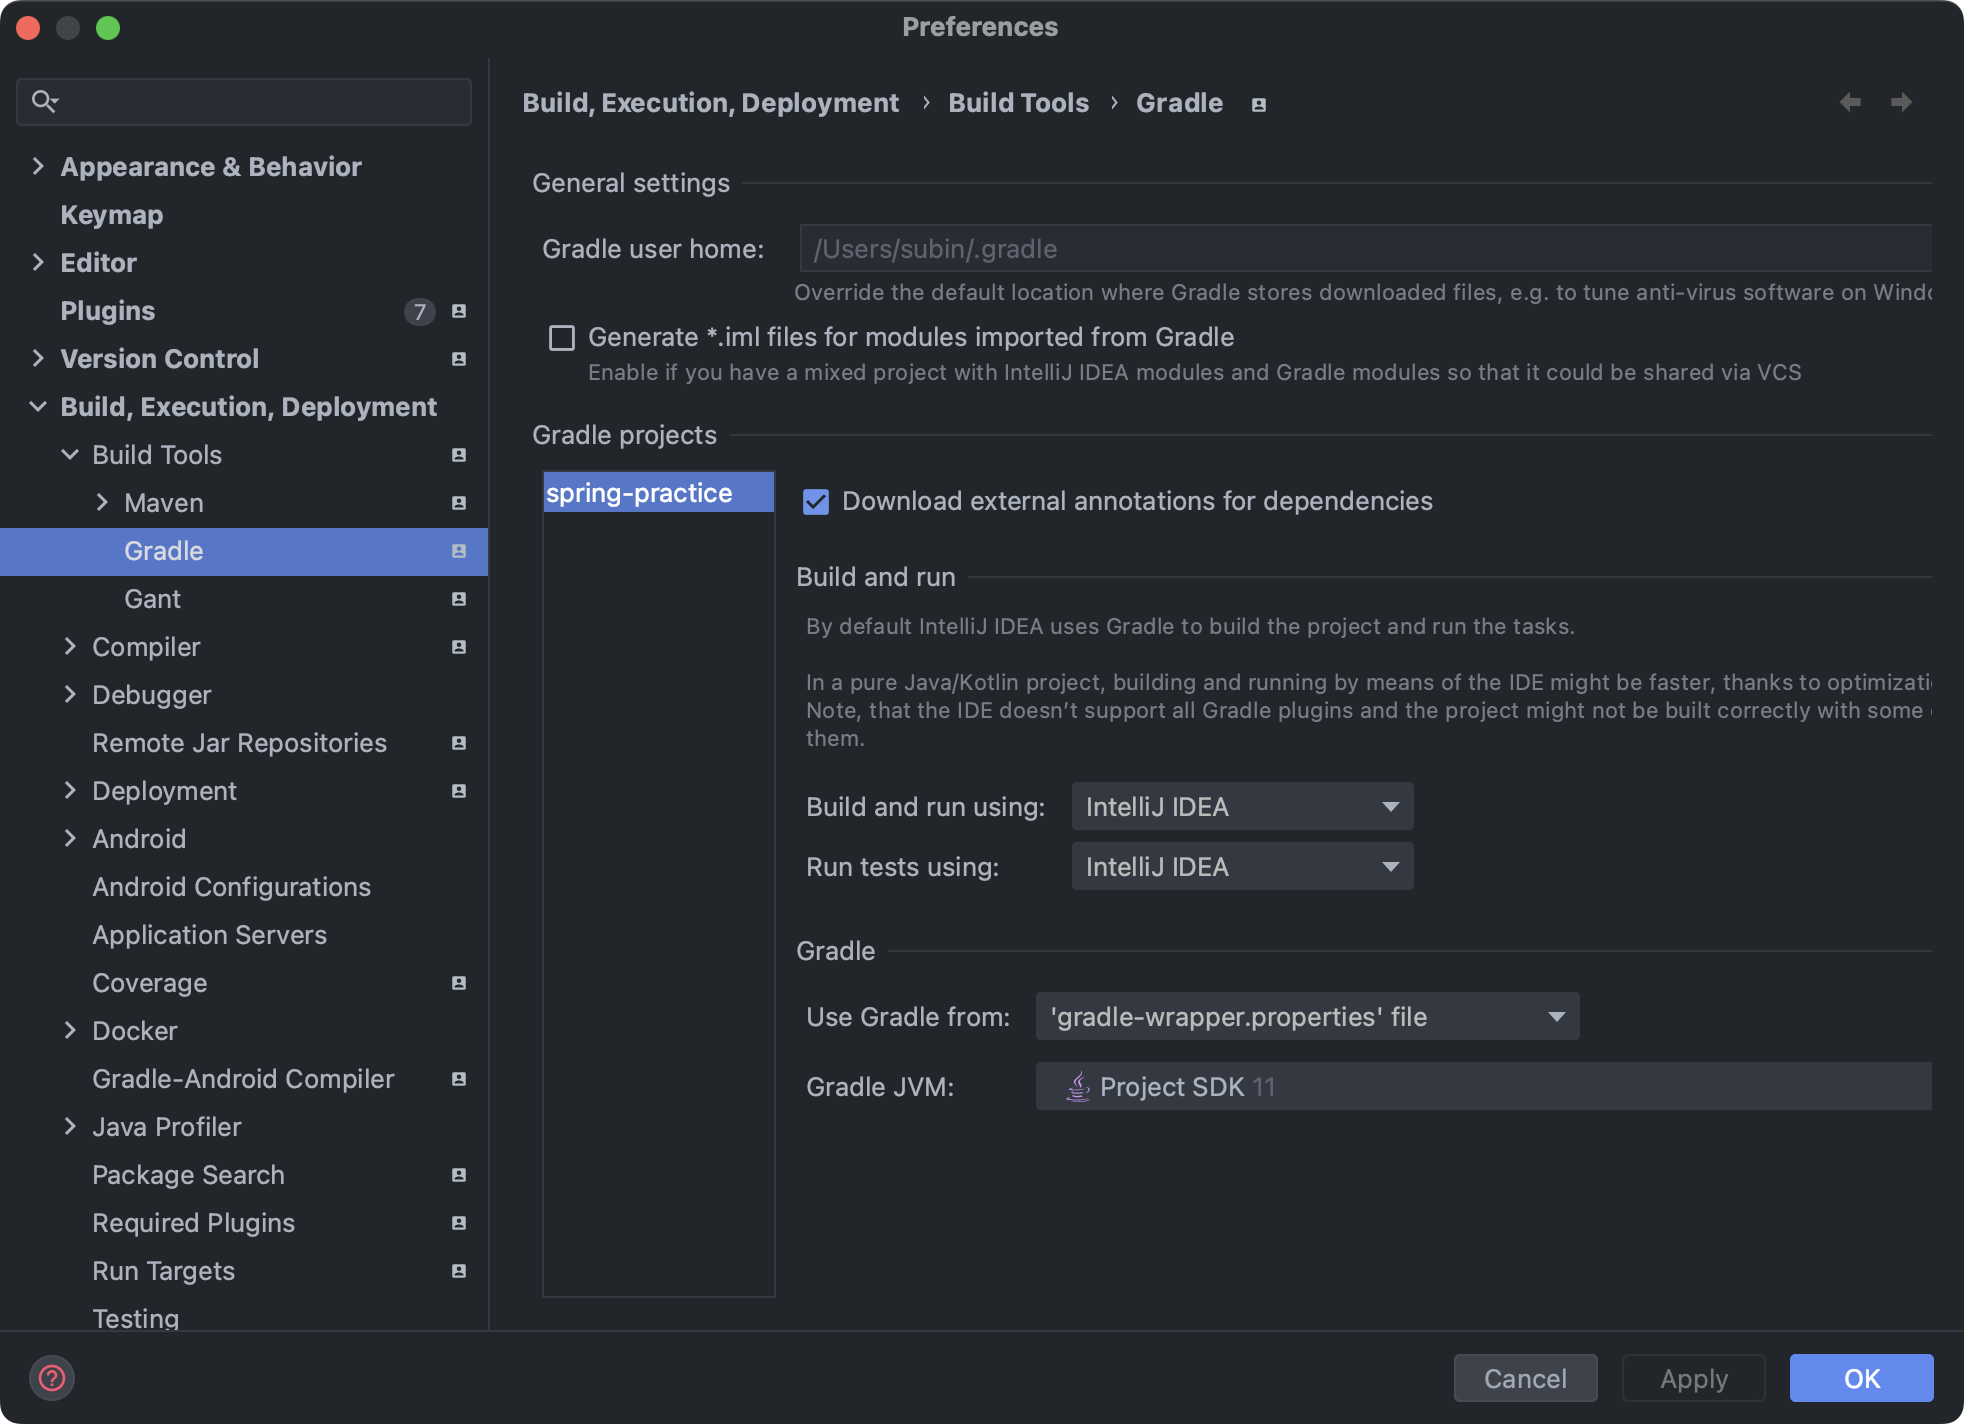 Preferences
Build, Execution, Deployment › Build Tools › Gradle
Appearance & Behavior
Keymap
Editor
Plugins 7
Version Control
Build, Execution, Deployment
Build Tools
Maven
Gradle
Gant
Compiler
Debugger
Remote Jar Repositories
Deployment
Android
Android Configurations
Application Servers
Coverage
Docker
Gradle-Android Compiler
Java Profiler
Package Search
Required Plugins
Run Targets
Testing
General settings
Gradle user home: /Users/subin/.gradle
Override the default location where Gradle stores downloaded files, e.g. to tune anti-virus software on Windo
Generate *.iml files for modules imported from Gradle
Enable if you have a mixed project with IntelliJ IDEA modules and Gradle modules so that it could be shared via VCS
Gradle projects
spring-practice
Download external annotations for dependencies
Build and run
By default IntelliJ IDEA uses Gradle to build the project and run the tasks.
In a pure Java/Kotlin project, building and running by means of the IDE might be faster, thanks to optimizati
Note, that the IDE doesn't support all Gradle plugins and the project might not be built correctly with some
them.
Build and run using: IntelliJ IDEA
Run tests using: IntelliJ IDEA
Gradle
Use Gradle from: 'gradle-wrapper.properties' file
Gradle JVM: Project SDK 11
?
Cancel
Apply
OK